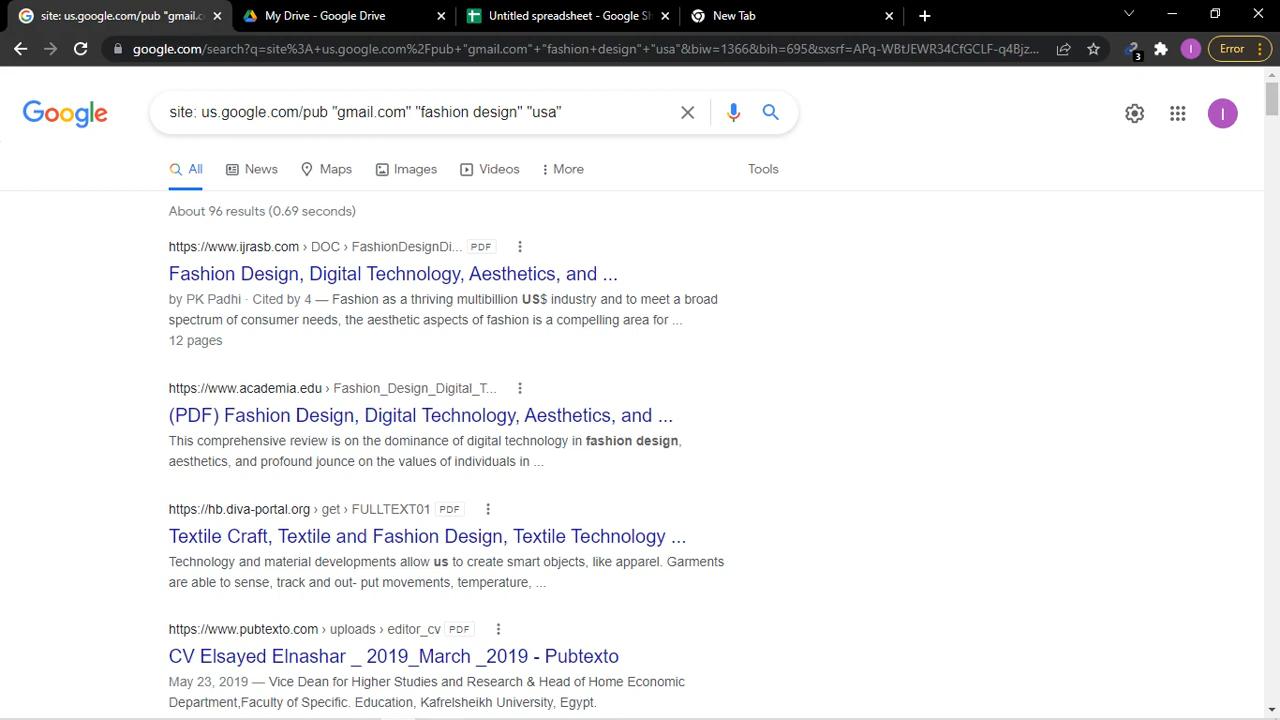 site: us.google.com/pub "gmail.c
My Drive - Google Drive
Untitled spreadsheet - Google Sh
New Tab
google.com/search?q=site%3A+us.google.com%2Fpub+"gmail.com"+"fashion+design"+"usa"&biw=1366&bih=695&sxsrf=APq-WBtJEWR34CfGCLF-q4Bjz...
3
I
Error
Google
site: us.google.com/pub "gmail.com" "fashion design" "usa"
I
All
News
Maps
Images
Videos
More
Tools
About 96 results (0.69 seconds)
https://www.ijrasb.com › DOC › FashionDesignDi... PDF
Fashion Design, Digital Technology, Aesthetics, and ...
by PK Padhi · Cited by 4 — Fashion as a thriving multibillion US$ industry and to meet a broad
spectrum of consumer needs, the aesthetic aspects of fashion is a compelling area for ...
12 pages
https://www.academia.edu › Fashion_Design_Digital_T...
(PDF) Fashion Design, Digital Technology, Aesthetics, and ...
This comprehensive review is on the dominance of digital technology in fashion design,
aesthetics, and profound jounce on the values of individuals in ...
https://hb.diva-portal.org › get › FULLTEXT01 PDF
Textile Craft, Textile and Fashion Design, Textile Technology ...
Technology and material developments allow us to create smart objects, like apparel. Garments
are able to sense, track and out- put movements, temperature, ...
https://www.pubtexto.com › uploads › editor_cv PDF
CV Elsayed Elnashar _ 2019_March _2019 - Pubtexto
May 23, 2019 — Vice Dean for Higher Studies and Research & Head of Home Economic
Department,Faculty of Specific. Education, Kafrelsheikh University, Egypt.